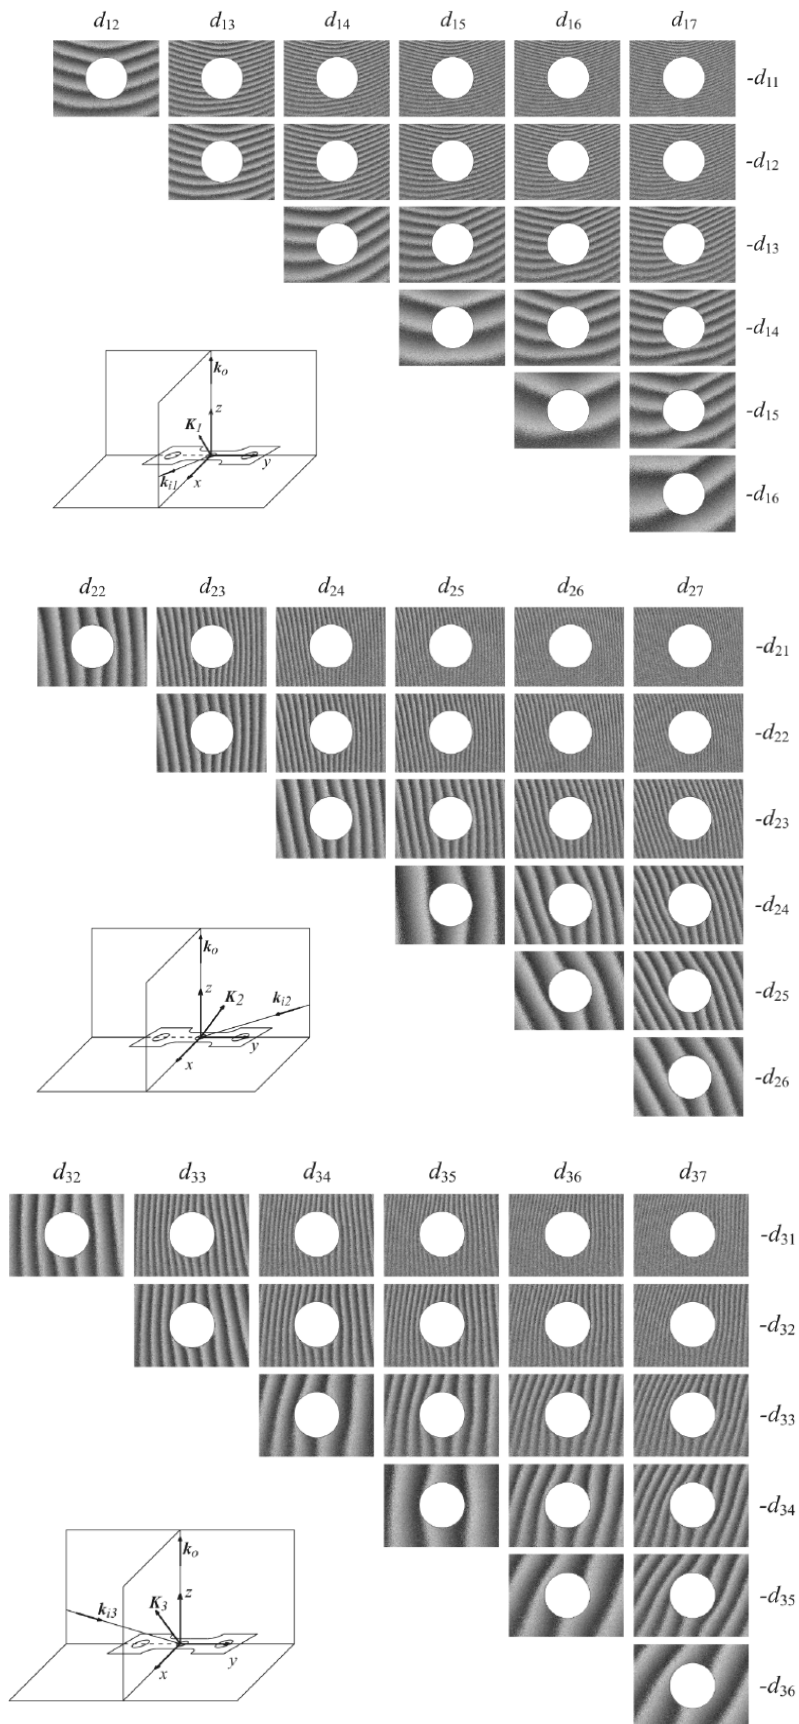 d12 d13 d14 d15 d16 d17
-d11
-d12
-d13
-d14
ko
z
-d15
K1
y
ki1 x
-d16
d22 d23 d24 d25 d26 d27
-d21
-d22
-d23
-d24
ko
z K2 ki2
-d25
y
x
-d26
d32 d33 d34 d35 d36 d37
-d31
-d32
-d33
-d34
ko
z
ki3 K3
-d35
y
x
-d36